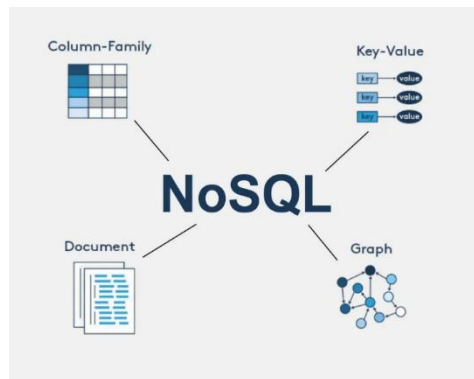 Column-Family
Key-Value
key value
key value
key value
NoSQL
Document
Graph